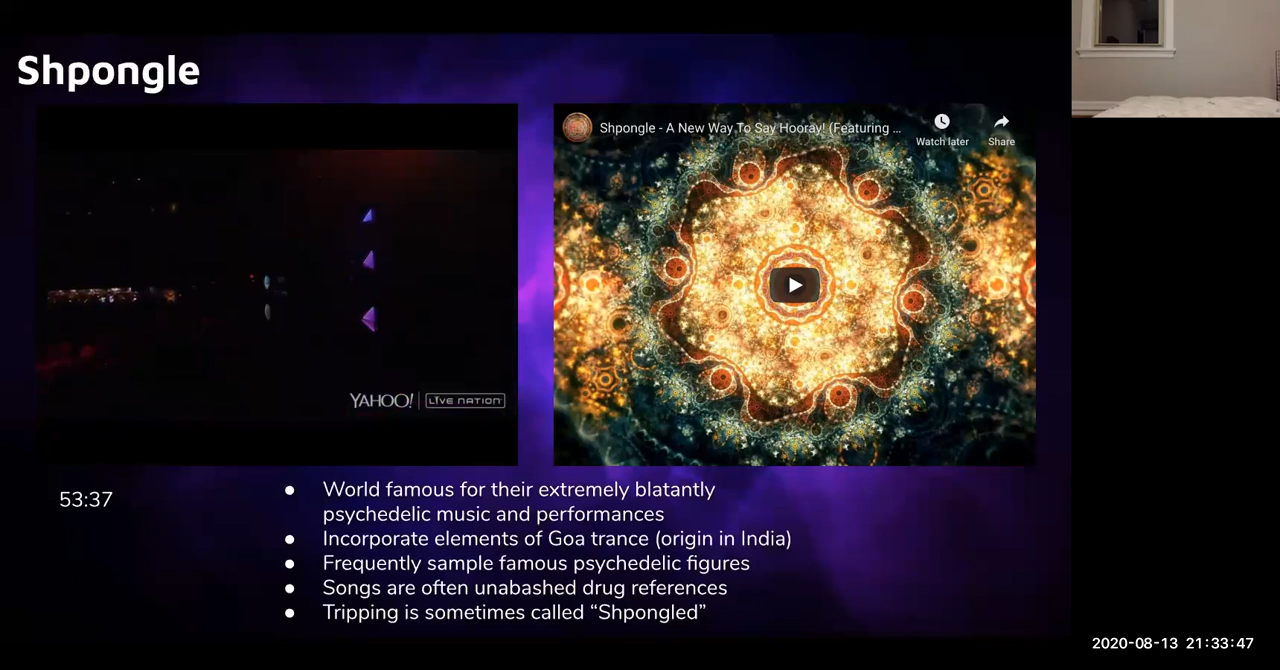 Shpongle
Shpongle - A New Way To Say Hooray! (Featuring ...
Watch later
Share
YAHOO! LIVE NATION
53:37
● World famous for their extremely blatantly
psychedelic music and performances
● Incorporate elements of Goa trance (origin in India)
● Frequently sample famous psychedelic figures
● Songs are often unabashed drug references
● Tripping is sometimes called “Shpongled”
2020-08-13 21:33:47